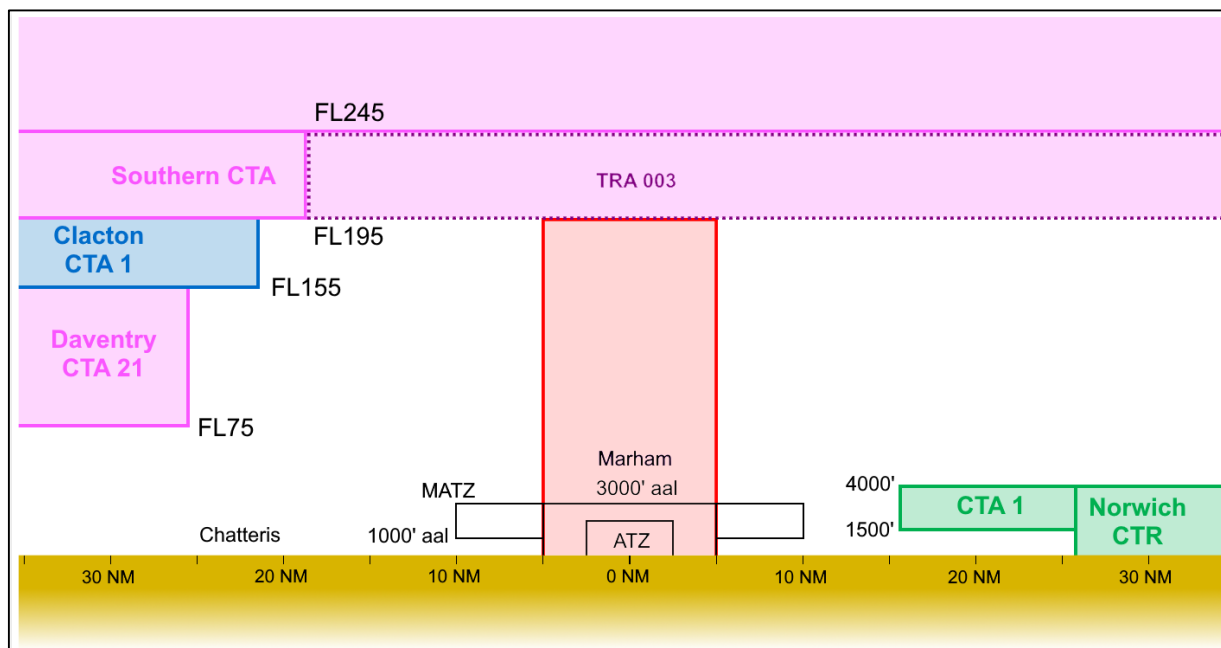 FL245
Southern CTA
TRA 003
Clacton
CTA 1
FL195
FL155
Daventry
CTA 21
FL75
Marham
MATZ
3000' aal
4000'
CTA 1
Norwich
CTR
Chatteris
1000' aal
ATZ
1500'
30 NM
20 NM
10 NM
0 NM
10 NM
20 NM
30 NM